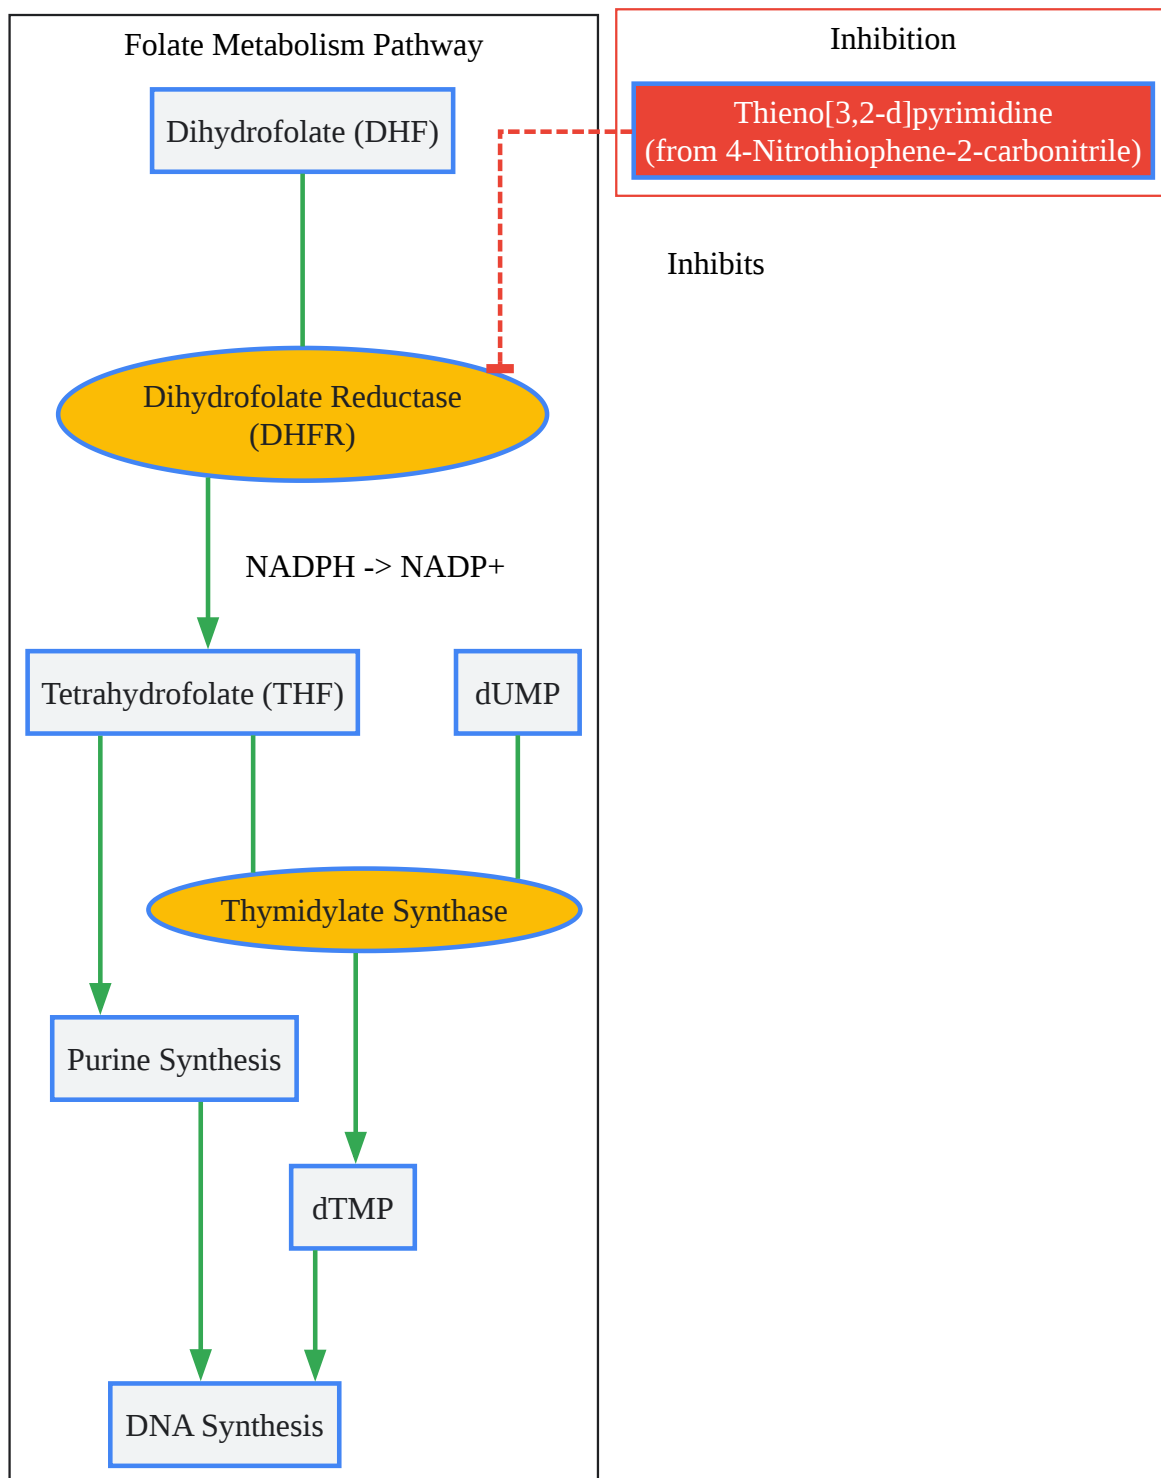 Folate Metabolism Pathway
Inhibition
Dihydrofolate (DHF)
Thieno[3,2-d]pyrimidine
(from 4-Nitrothiophene-2-carbonitrile)
Inhibits
Dihydrofolate Reductase
(DHFR)
NADPH -> NADP+
Tetrahydrofolate (THF)
dUMP
Thymidylate Synthase
Purine Synthesis
dTMP
DNA Synthesis